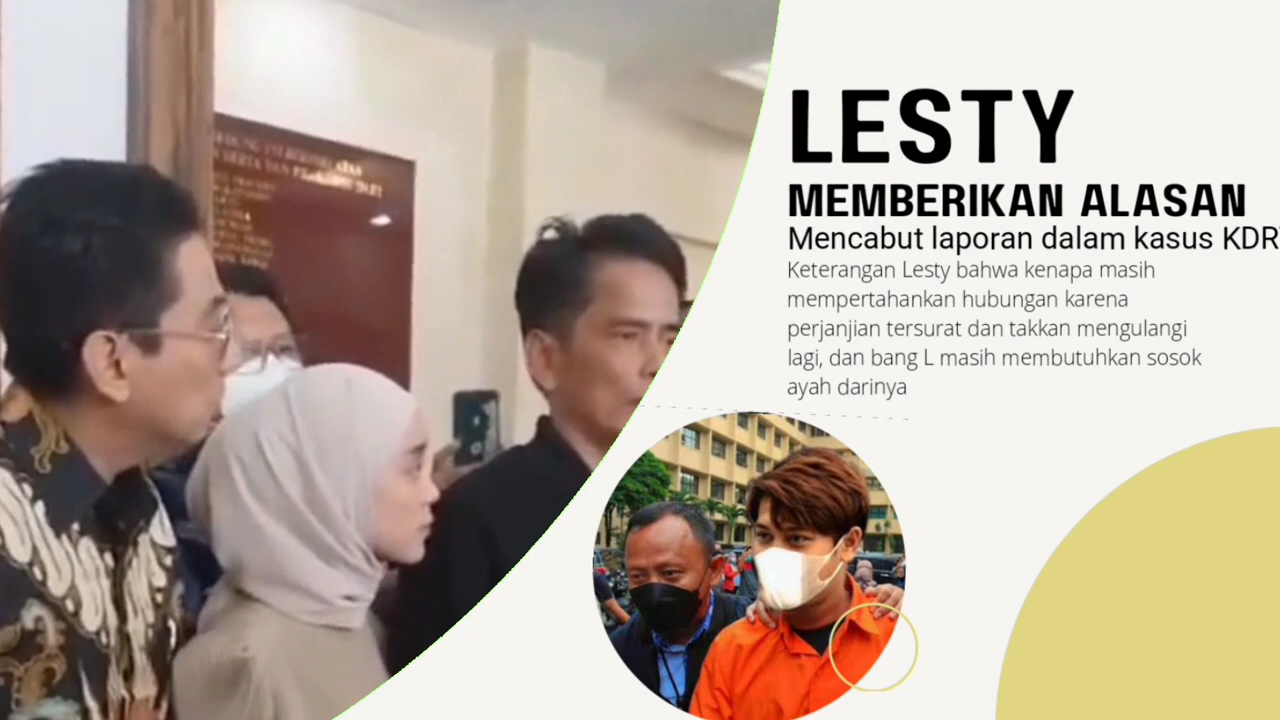 LESTY
MEMBERIKAN ALASAN
Mencabut laporan dalam kasus KDR
Keterangan Lesty bahwa kenapa masih
mempertahankan hubungan karena
perjanjian tersurat dan takkan mengulangi
lagi, dan bang L masih membutuhkan sosok
ayah darinya